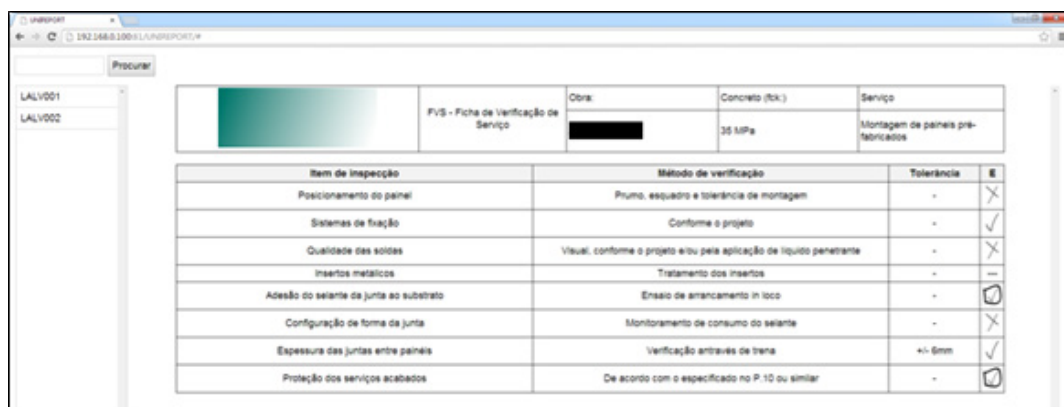 UNIREPORT
192.168.0.100:81/UNIREPORT/#
Procurar
LALV001
LALV002
FVS - Ficha de Verificação de
Serviço
Obra:
Concreto (fck:)
Serviço
35 MPa
Montagem de paineis pré-
fabricados
Item de inspecção Método de verificação Tolerância E
Posicionamento do painel Prumo, esquadro e tolerância de montagem -
Sistemas de fixação Conforme o projeto -
Qualidade das soldas Visual, conforme o projeto e/ou pela aplicação de líquido penetrante -
Insertos metálicos Tratamento dos insertos - ---
Adesão do selante da junta ao substrato Ensaio de arrancamento in loco -
Configuração de forma da junta Monitoramento de consumo do selante -
Espessura das juntas entre painéis Verificação antravés de trena +/- 6mm
Proteção dos serviços acabados De acordo com o especificado no P.10 ou similar -